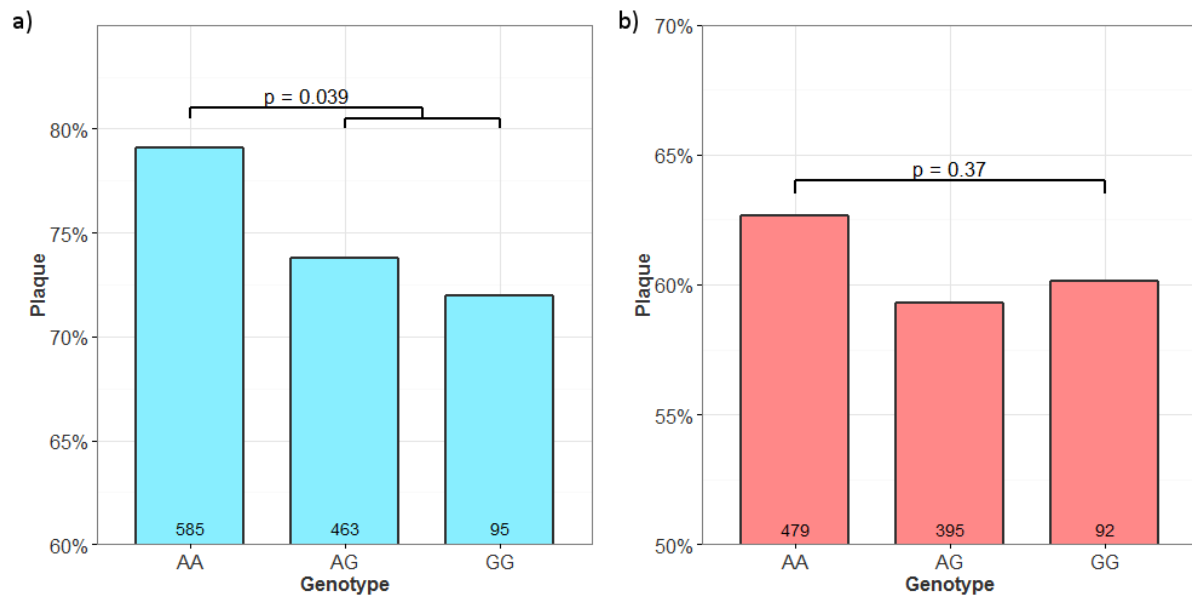 a)
p = 0.039
80%
75%
70%
65%
60%
Plaque
585 463 95
AA AG GG
Genotype
b)
70%
65%
60%
55%
50%
Plaque
p = 0.37
479 395 92
AA AG GG
Genotype